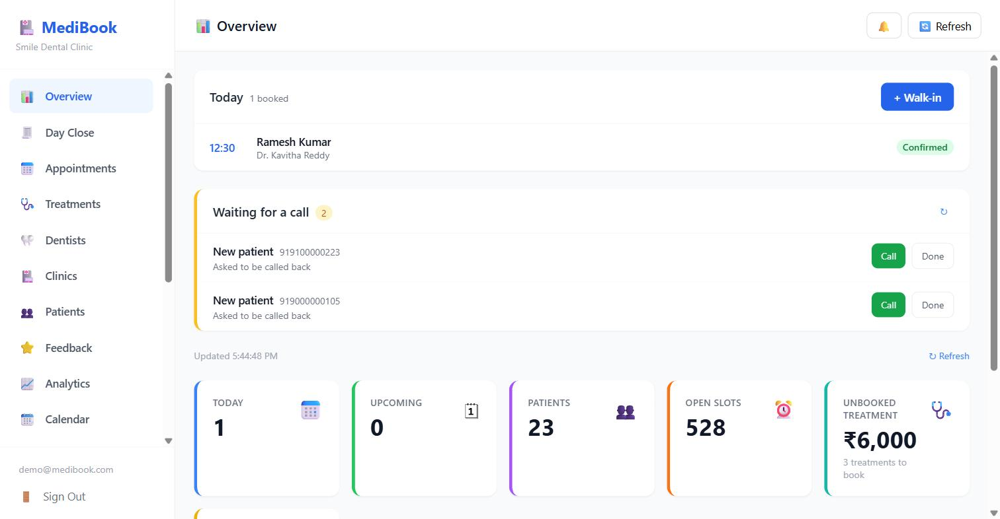 MediBook
Smile Dental Clinic
Overview
Day Close
Appointments
Treatments
Dentists
Clinics
Patients
Feedback
Analytics
Calendar
demo@medibook.com
Sign Out
Overview
Refresh
Today 1 booked
+ Walk-in
12:30
Ramesh Kumar
Dr. Kavitha Reddy
Confirmed
Waiting for a call 2
↻
New patient 919100000223
Asked to be called back
Call
Done
New patient 919000000105
Asked to be called back
Call
Done
Updated 5:44:48 PM
↻ Refresh
TODAY
1
UPCOMING
0
1
PATIENTS
23
OPEN SLOTS
528
UNBOOKED
TREATMENT
₹6,000
3 treatments to
book